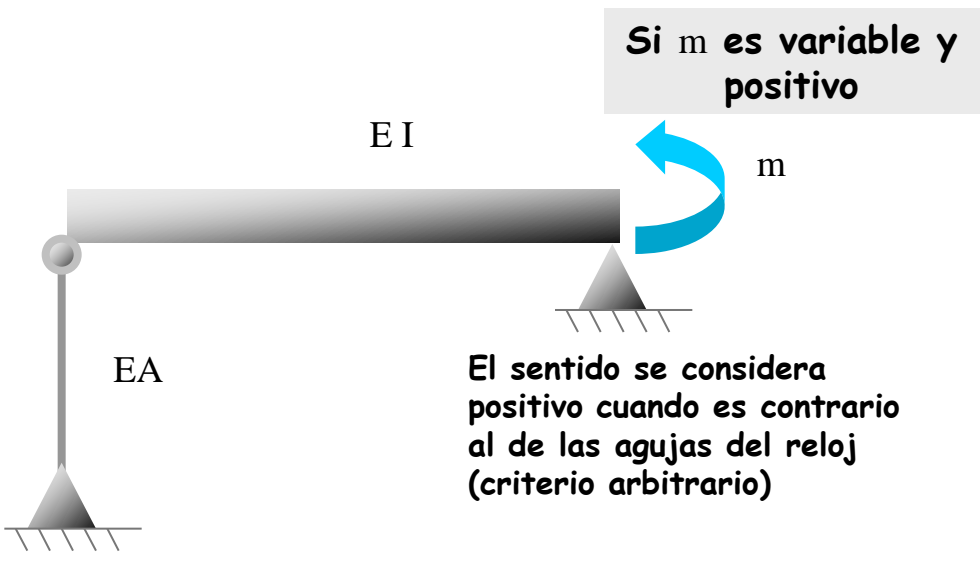 Si m es variable y
positivo
E I
m
EA
El sentido se considera
positivo cuando es contrario
al de las agujas del reloj
(criterio arbitrario)